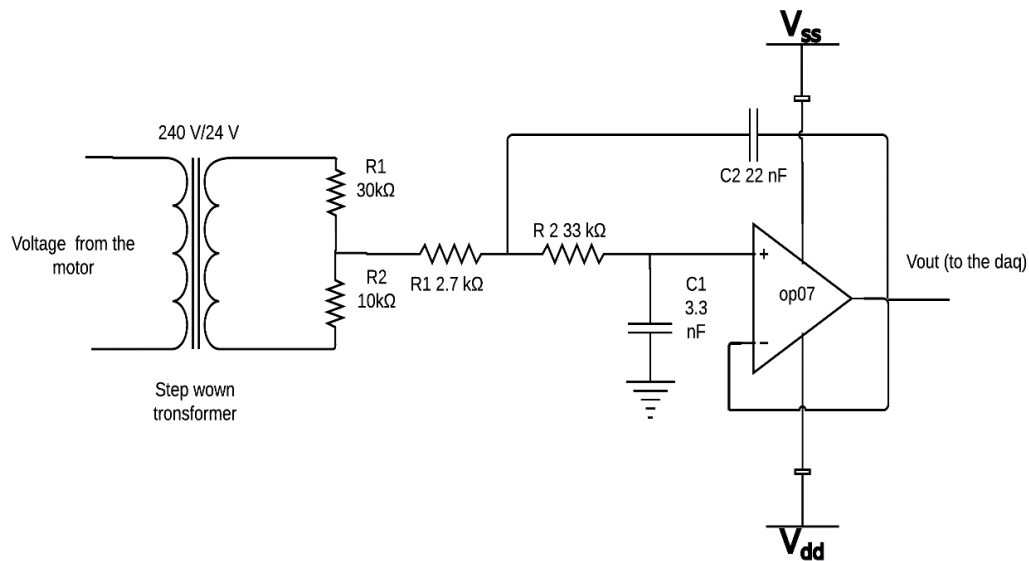 Vss
240 V/24 V
R1
30kΩ
C2 22 nF
Voltage from the
motor
R 2 33 kΩ
R2
10kΩ
R1 2.7 kΩ
C1
3.3
nF
+
op07
-
Vout (to the daq)
Step wown
tronsformer
Vdd